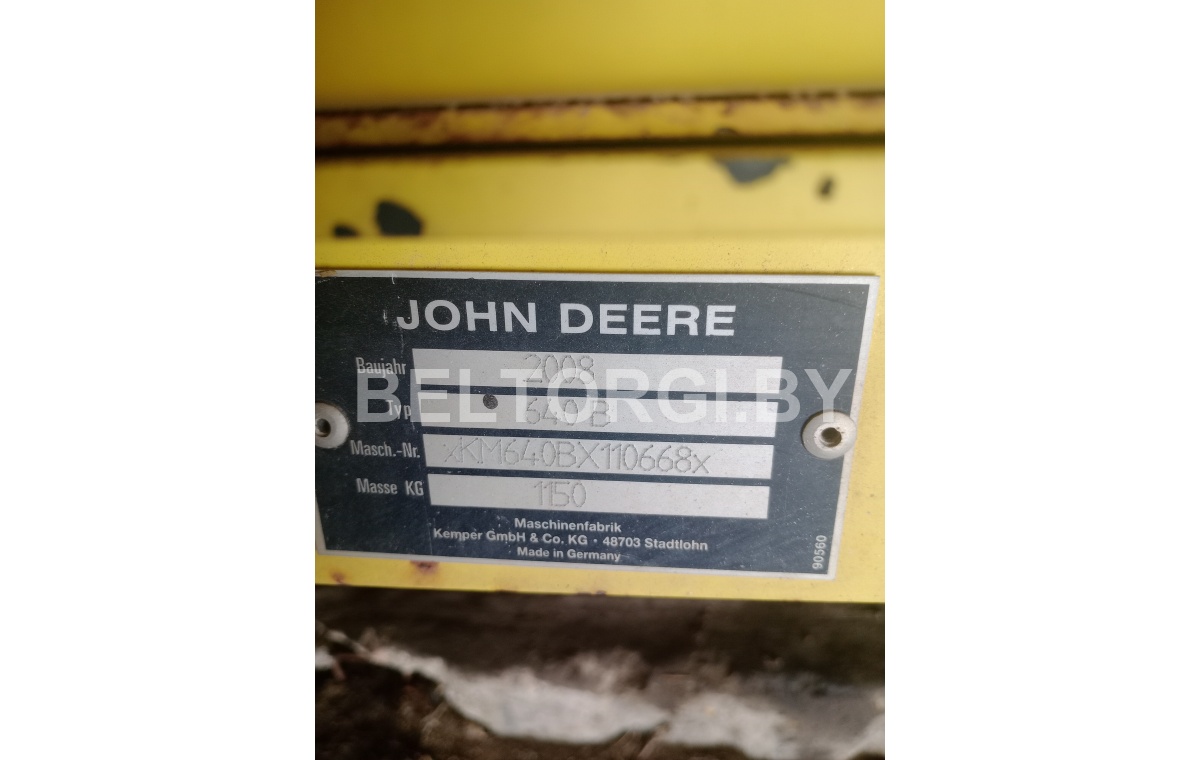 JOHN DEERE
Baujahr 2008
BELTORGI.BY
Typ 640 B
Masch.-Nr. xKM640BX110668x
Masse KG 1150
Maschinenfabrik
Kemper GmbH & Co. KG · 48703 Stadtlohn
Made in Germany
90560